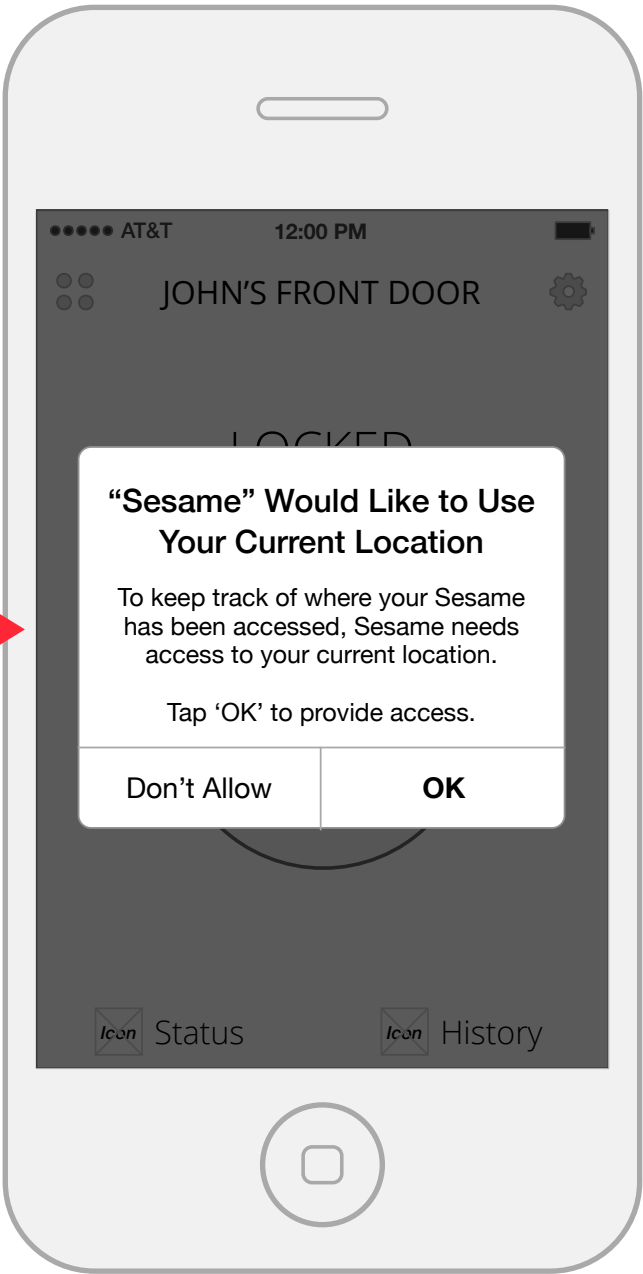 AT&T 12:00 PM
JOHN’S FRONT DOOR
LOCKED
“Sesame” Would Like to Use
Your Current Location
To keep track of where your Sesame
has been accessed, Sesame needs
access to your current location.
Tap ‘OK’ to provide access.
Don’t Allow OK
Icon Status Icon History